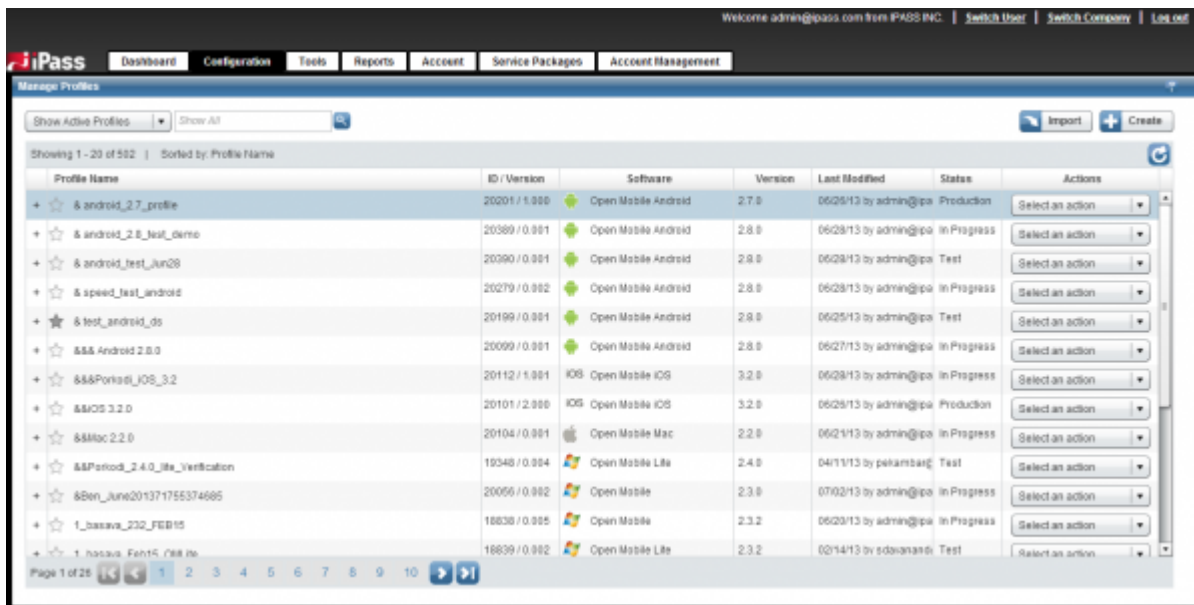 Welcome admin@ipass.com from IPASS INC. | Switch User | Switch Company | Log out
iPass Dashboard Configuration Tools Reports Account Service Packages Account Management
Manage Profiles
Show Active Profiles Show All Import Create
Showing 1 - 20 of 502 | Sorted by: Profile Name
Profile Name ID / Version Software Version Last Modified Status Actions
+ & android_2.7_profile 20201 / 1.000 Open Mobile Android 2.7.0 06/26/13 by admin@ipa Production Select an action
+ & android_2.8_test_demo 20389 / 0.001 Open Mobile Android 2.8.0 06/28/13 by admin@ipa In Progress Select an action
+ & android_test_Jun28 20390 / 0.001 Open Mobile Android 2.8.0 06/28/13 by admin@ipa Test Select an action
+ & speed_test_android 20279 / 0.002 Open Mobile Android 2.8.0 06/28/13 by admin@ipa In Progress Select an action
+ & test_android_ds 20199 / 0.001 Open Mobile Android 2.8.0 06/25/13 by admin@ipa Test Select an action
+ &&& Android 2.8.0 20099 / 0.001 Open Mobile Android 2.8.0 06/27/13 by admin@ipa In Progress Select an action
+ &&&Porkodi_iOS_3.2 20112 / 1.001 iOS Open Mobile iOS 3.2.0 06/28/13 by admin@ipa In Progress Select an action
+ &&iOS 3.2.0 20101 / 2.000 iOS Open Mobile iOS 3.2.0 06/26/13 by admin@ipa Production Select an action
+ &&Mac 2.2.0 20104 / 0.001 Open Mobile Mac 2.2.0 06/21/13 by admin@ipa In Progress Select an action
+ &&Porkodi_2.4.0_lite_Verification 19348 / 0.004 Open Mobile Lite 2.4.0 04/11/13 by Test Select an action
+ &Ben_June201371755374685 20056 / 0.002 Open Mobile 2.3.0 07/02/13 by admin@ipa In Progress Select an action
+ 1_basava_232_FEB15 18838 / 0.005 Open Mobile 2.3.2 06/20/13 by admin@ipa In Progress Select an action
+ 1_basava_Feb15_OMLite 18839 / 0.002 Open Mobile Lite 2.3.2 02/14/13 by Test Select an action
Page 1 of 26 1 2 3 4 5 6 7 8 9 10